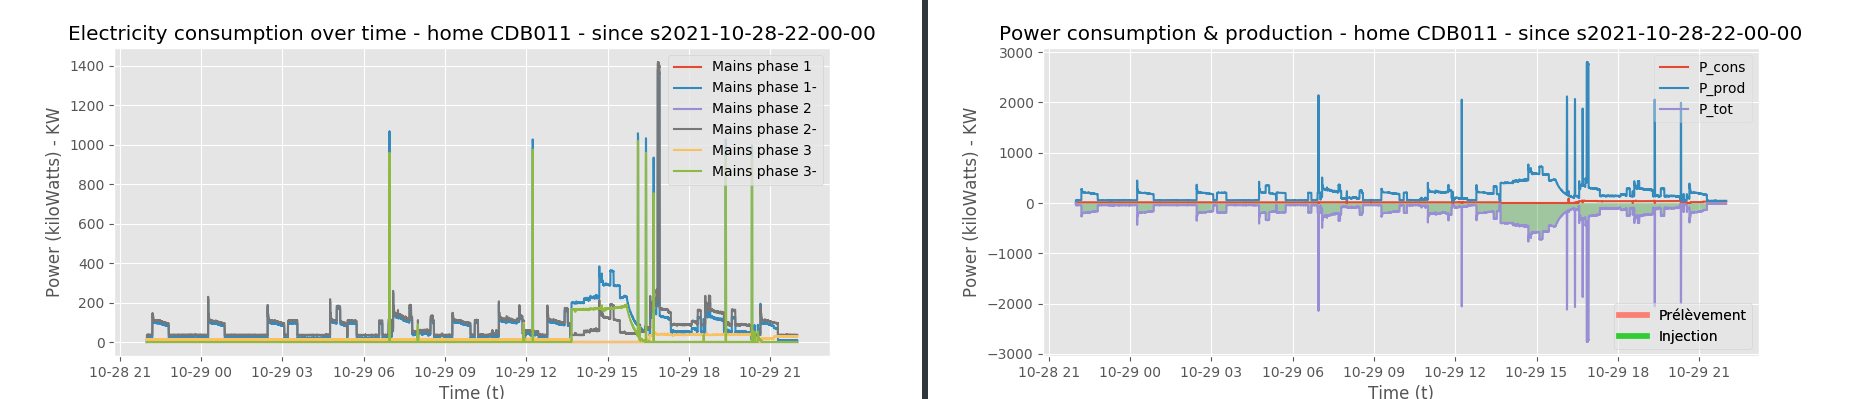 Electricity consumption over time - home CDB011 - since s2021-10-28-22-00-00
Power (kiloWatts) - KW
1400
1200
1000
800
600
400
200
0
Mains phase 1
Mains phase 1-
Mains phase 2
Mains phase 2-
Mains phase 3
Mains phase 3-
10-28 21 10-29 00 10-29 03 10-29 06 10-29 09 10-29 12 10-29 15 10-29 18 10-29 21
Time (t)
Power consumption & production - home CDB011 - since s2021-10-28-22-00-00
Power (kiloWatts) - KW
3000
2000
1000
0
−1000
−2000
−3000
P_cons
P_prod
P_tot
Prélèvement
Injection
10-28 21 10-29 00 10-29 03 10-29 06 10-29 09 10-29 12 10-29 15 10-29 18 10-29 21
Time (t)